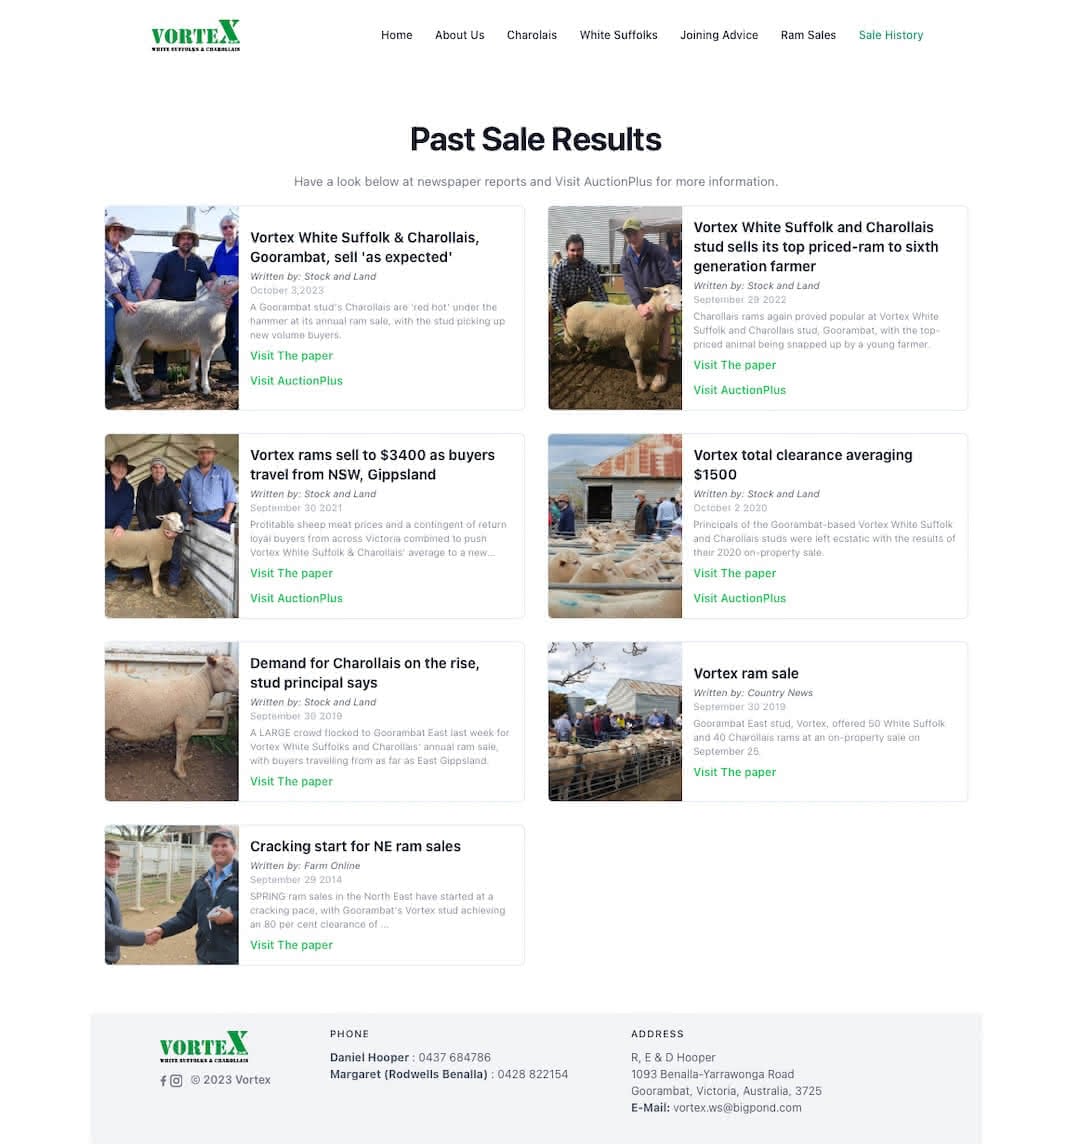 VORTEX
WHITE SUFFOLKS & CHAROLLAIS
Home About Us Charolais White Suffolks Joining Advice Ram Sales Sale History
Past Sale Results
Have a look below at newspaper reports and Visit AuctionPlus for more information.
Vortex White Suffolk & Charollais,
Goorambat, sell 'as expected'
Written by: Stock and Land
October 3,2023
A Goorambat stud's Charollais are 'red hot' under the
hammer at its annual ram sale, with the stud picking up
new volume buyers.
Visit The paper
Visit AuctionPlus
Vortex White Suffolk and Charollais
stud sells its top priced-ram to sixth
generation farmer
Written by: Stock and Land
September 29 2022
Charollais rams again proved popular at Vortex White
Suffolk and Charollais stud, Goorambat, with the top-
priced animal being snapped up by a young farmer.
Visit The paper
Visit AuctionPlus
Vortex rams sell to $3400 as buyers
travel from NSW, Gippsland
Written by: Stock and Land
September 30 2021
Profitable sheep meat prices and a contingent of return
loyal buyers from across Victoria combined to push
Vortex White Suffolk & Charollais' average to a new...
Visit The paper
Visit AuctionPlus
Vortex total clearance averaging
$1500
Written by: Stock and Land
October 2 2020
Principals of the Goorambat-based Vortex White Suffolk
and Charollais studs were left ecstatic with the results of
their 2020 on-property sale.
Visit The paper
Visit AuctionPlus
Demand for Charollais on the rise,
stud principal says
Written by: Stock and Land
September 30 2019
A LARGE crowd flocked to Goorambat East last week for
Vortex White Suffolks and Charollais' annual ram sale,
with buyers travelling from as far as East Gippsland.
Visit The paper
Vortex ram sale
Written by: Country News
September 30 2019
Goorambat East stud, Vortex, offered 50 White Suffolk
and 40 Charollais rams at an on-property sale on
September 25.
Visit The paper
Cracking start for NE ram sales
Written by: Farm Online
September 29 2014
SPRING ram sales in the North East have started at a
cracking pace, with Goorambat's Vortex stud achieving
an 80 per cent clearance of ...
Visit The paper
VORTEX
WHITE SUFFOLKS & CHAROLLAIS
© 2023 Vortex
PHONE
Daniel Hooper : 0437 684786
Margaret (Rodwells Benalla) : 0428 822154
ADDRESS
R, E & D Hooper
1093 Benalla-Yarrawonga Road
Goorambat, Victoria, Australia, 3725
E-Mail: vortex.ws@bigpond.com